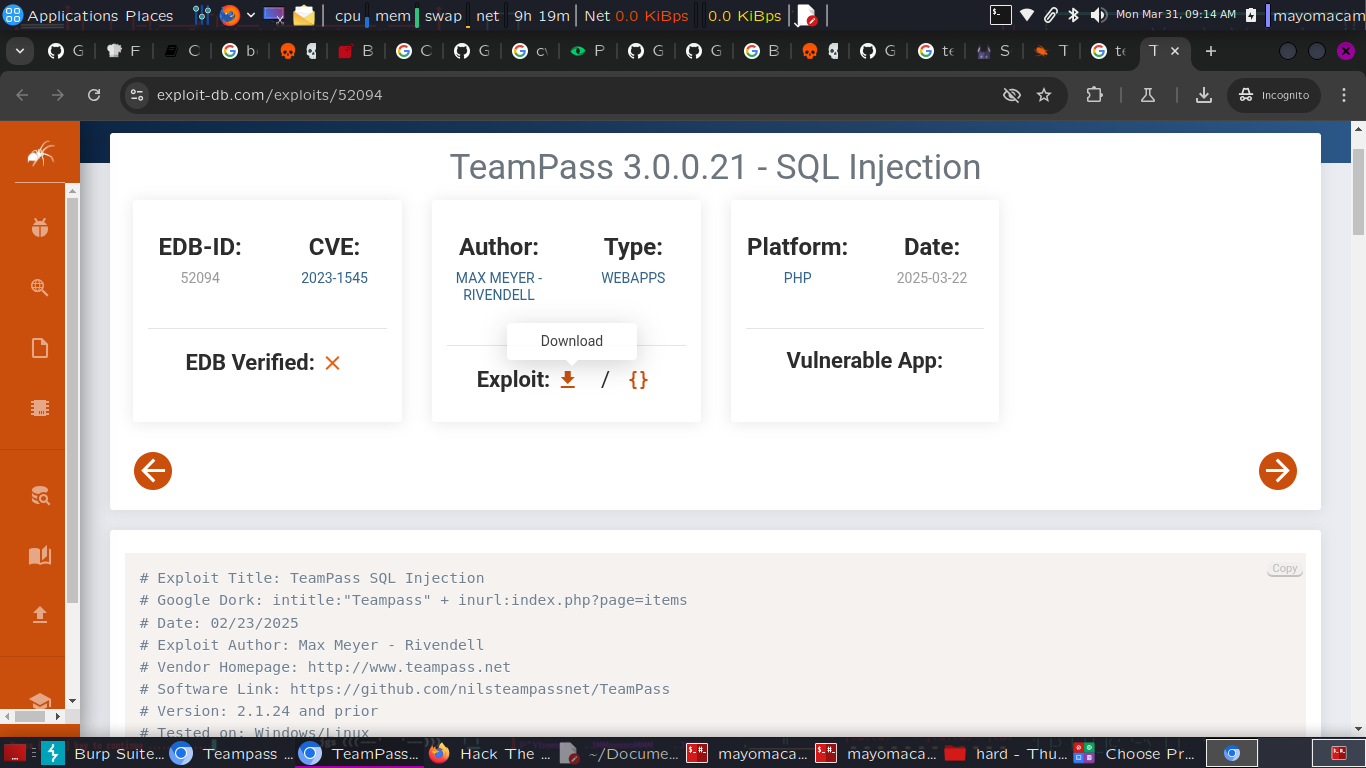 Applications Places cpu mem swap net 9h 19m Net 0.0 KiBps 0.0 KiBps Mon Mar 31, 09:14 AM mayomacam
G F C G b B G C G G c P G G G B G G te S T G te T
exploit-db.com/exploits/52094 Incognito
TeamPass 3.0.0.21 - SQL Injection
EDB-ID: CVE:
52094 2023-1545
EDB Verified:
Author: Type:
MAX MEYER - WEBAPPS
RIVENDELL
Download
Exploit: / {}
Platform: Date:
PHP 2025-03-22
Vulnerable App:
Copy
# Exploit Title: TeamPass SQL Injection
# Google Dork: intitle:"Teampass" + inurl:index.php?page=items
# Date: 02/23/2025
# Exploit Author: Max Meyer - Rivendell
# Vendor Homepage: http://www.teampass.net
# Software Link: https://github.com/nilsteampassnet/TeamPass
# Version: 2.1.24 and prior
# Tested on: Windows/Linux
Burp Suite... Teampass ... TeamPass... Hack The ... ~/Docume... mayomaca... mayomaca... hard - Thu... Choose Pr...